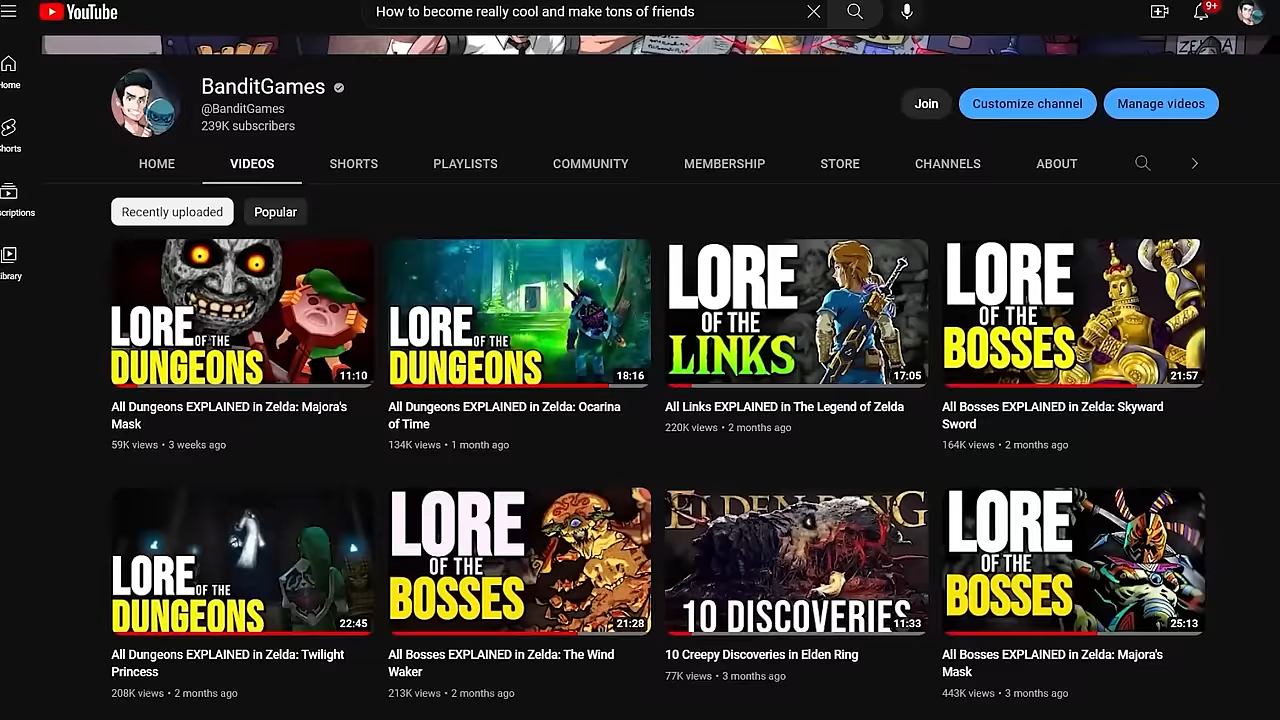 YouTube
How to become really cool and make tons of friends
9+
Home
Shorts
scriptions
ibrary
BanditGames
@BanditGames
239K subscribers
Join
Customize channel
Manage videos
HOME
VIDEOS
SHORTS
PLAYLISTS
COMMUNITY
MEMBERSHIP
STORE
CHANNELS
ABOUT
Recently uploaded
Popular
LORE OF THE
DUNGEONS
11:10
LORE OF THE
DUNGEONS
18:16
LORE
OF THE
LINKS
17:05
LORE
OF THE
BOSSES
21:57
All Dungeons EXPLAINED in Zelda: Majora's
Mask
59K views • 3 weeks ago
All Dungeons EXPLAINED in Zelda: Ocarina
of Time
134K views • 1 month ago
All Links EXPLAINED in The Legend of Zelda
220K views • 2 months ago
All Bosses EXPLAINED in Zelda: Skyward
Sword
164K views • 2 months ago
LORE OF THE
DUNGEONS
22:45
LORE
OF THE
BOSSES
21:28
ELDEN RING
10 DISCOVERIES
11:33
LORE
OF THE
BOSSES
25:13
All Dungeons EXPLAINED in Zelda: Twilight
Princess
208K views • 2 months ago
All Bosses EXPLAINED in Zelda: The Wind
Waker
213K views • 2 months ago
10 Creepy Discoveries in Elden Ring
77K views • 3 months ago
All Bosses EXPLAINED in Zelda: Majora's
Mask
443K views • 3 months ago